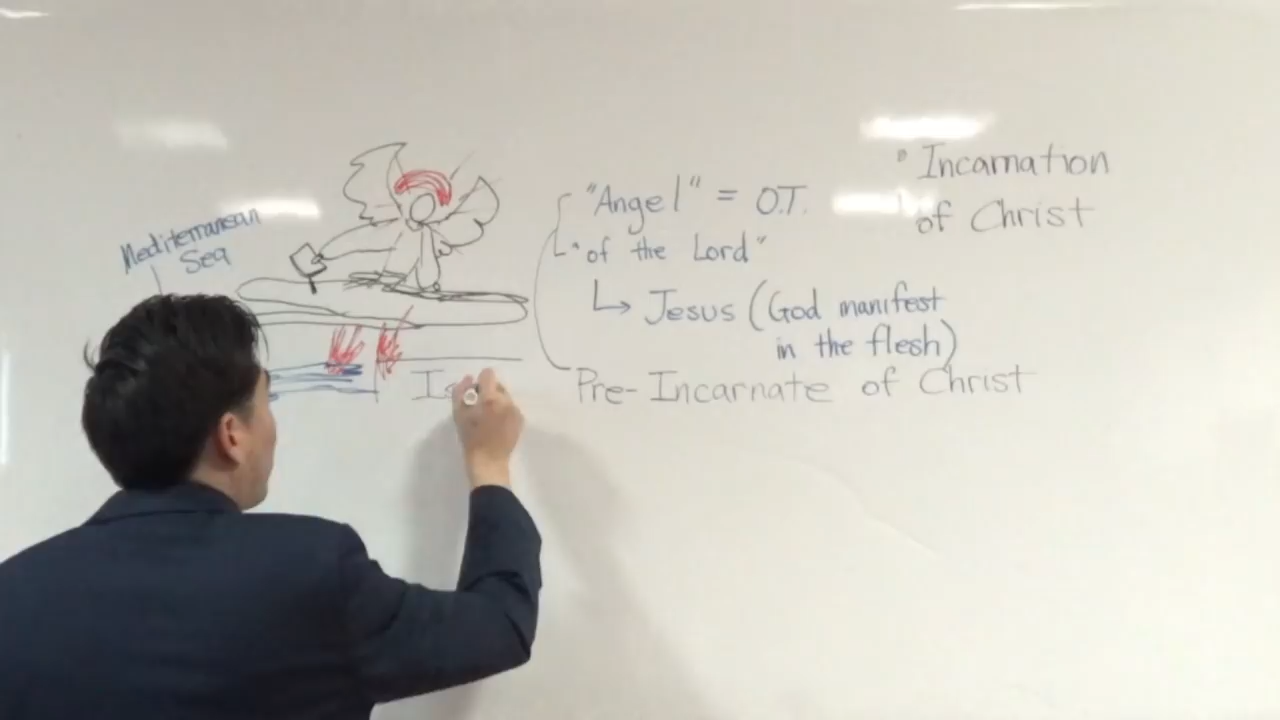 Mediterranean
Sea
"Angel" = O.T.
"of the Lord"
↳ Jesus (God manifest
in the flesh)
Pre-Incarnate of Christ
Incarnation
of Christ